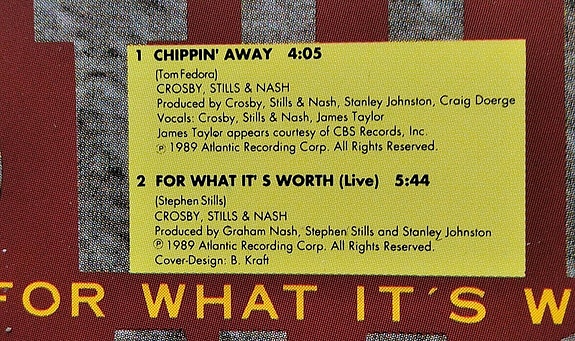 1 CHIPPIN' AWAY 4:05
(Tom Fedora)
CROSBY, STILLS & NASH
Produced by Crosby, Stills & Nash, Stanley Johnston, Craig Doerge
Vocals: Crosby, Stills & Nash, James Taylor
James Taylor appears courtesy of CBS Records, Inc.
℗ 1989 Atlantic Recording Corp. All Rights Reserved.
2 FOR WHAT IT' S WORTH (Live) 5:44
(Stephen Stills)
CROSBY, STILLS & NASH
Produced by Graham Nash, Stephen Stills and Stanley Johnston
℗ 1989 Atlantic Recording Corp. All Rights Reserved.
Cover-Design: B. Kraft
FOR WHAT IT´S W